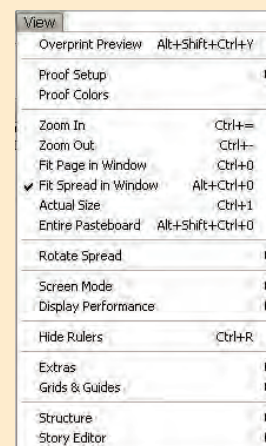 View
Overprint Preview Alt+Shift+Ctrl+Y
Proof Setup
Proof Colors
Zoom In Ctrl+=
Zoom Out Ctrl+-
Fit Page in Window Ctrl+0
Fit Spread in Window Alt+Ctrl+0
Actual Size Ctrl+1
Entire Pasteboard Alt+Shift+Ctrl+0
Rotate Spread
Screen Mode
Display Performance
Hide Rulers Ctrl+R
Extras
Grids & Guides
Structure
Story Editor